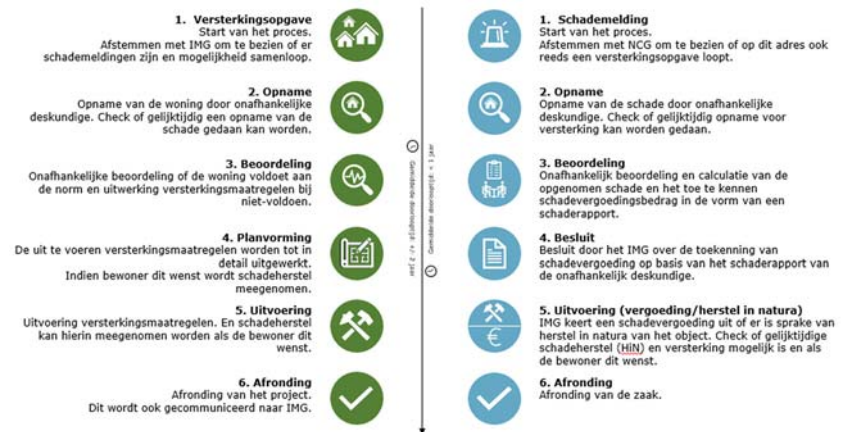 1. Versterkingsopgave
Start van het proces.
Afstemmen met IMG om te bezien of er
schademeldingen zijn en mogelijkheid samenloop.
2. Opname
Opname van de woning door onafhankelijke
deskundige. Check of gelijktijdig een opname van de
schade gedaan kan worden.
3. Beoordeling
Onafhankelijke beoordeling of de woning voldoet aan
de norm en uitwerking versterkingsmaatregelen bij
niet-voldoen.
4. Planvorming
De uit te voeren versterkingsmaatregelen worden tot in
detail uitgewerkt.
Indien bewoner dit wenst wordt schadeherstel
meegenomen.
5. Uitvoering
Uitvoering versterkingsmaatregelen. En schadeherstel
kan hierin meegenomen worden als de bewoner dit
wenst.
6. Afronding
Afronding van het project.
Dit wordt ook gecommuniceerd naar IMG.
Gemiddelde doorlooptijd: +/- 2 jaar
Gemiddelde doorlooptijd: < 1 jaar
1. Schademelding
Start van het proces.
Afstemmen met NCG om te bezien of op dit adres ook
reeds een versterkingsopgave loopt.
2. Opname
Opname van de schade door onafhankelijke
deskundige. Check of gelijktijdig opname voor
versterking kan worden gedaan.
3. Beoordeling
Onafhankelijk beoordeling en calculatie van de
opgenomen schade en het toe te kennen
schadevergoedingsbedrag in de vorm van een
schaderapport.
4. Besluit
Besluit door het IMG over de toekenning van
schadevergoeding op basis van het schaderapport van
de onafhankelijk deskundige.
5. Uitvoering (vergoeding/herstel in natura)
IMG keert een schadevergoeding uit of er is sprake van
herstel in natura van het object. Check of gelijktijdige
schadeherstel (HiN) en versterking mogelijk is en als
de bewoner dit wenst.
6. Afronding
Afronding van de zaak.
€